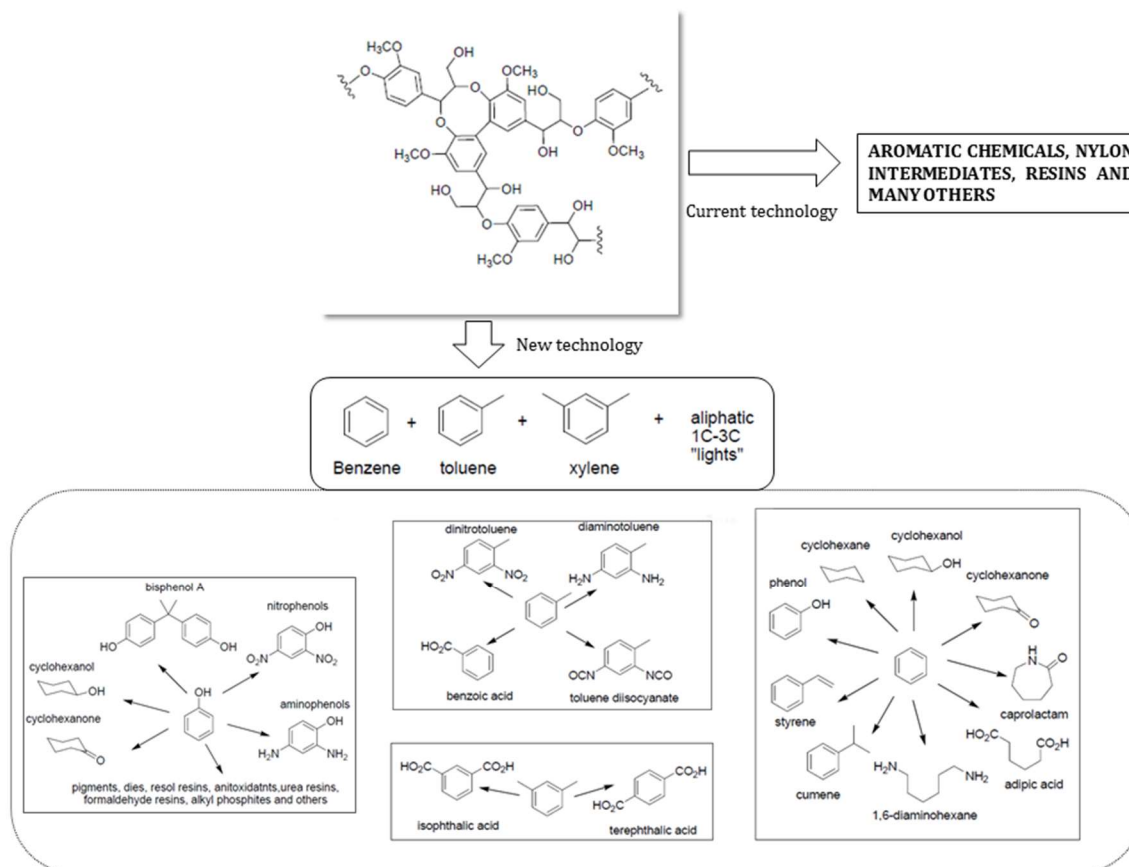 OH
H₃CO
O
O
O
OCH₃
HO
O
OH
O
OCH₃
O
H₃CO
HO
OH
O
OH
H₃CO
HO
AROMATIC CHEMICALS, NYLON
INTERMEDIATES, RESINS AND
MANY OTHERS
Current technology
New technology
+ + + aliphatic
1C-3C
"lights"
Benzene toluene xylene
bisphenol A
HO OH
nitrophenols
OH
O₂N NO₂
cyclohexanol
OH
OH
cyclohexanone
O
aminophenols
OH
H₂N NH₂
pigments, dies, resol resins, anitoxidatnts,urea resins,
formaldehyde resins, alkyl phosphites and others
dinitrotoluene diaminotoluene
O₂N NO₂ H₂N NH₂
HO₂C
OCN NCO
benzoic acid toluene diisocyanate
HO₂C CO₂H CO₂H
HO₂C
isophthalic acid terephthalic acid
cyclohexane cyclohexanol
OH
phenol
OH
cyclohexanone
O
H
N O
styrene
caprolactam
HO₂C CO₂H
adipic acid
cumene
H₂N NH₂
1,6-diaminohexane